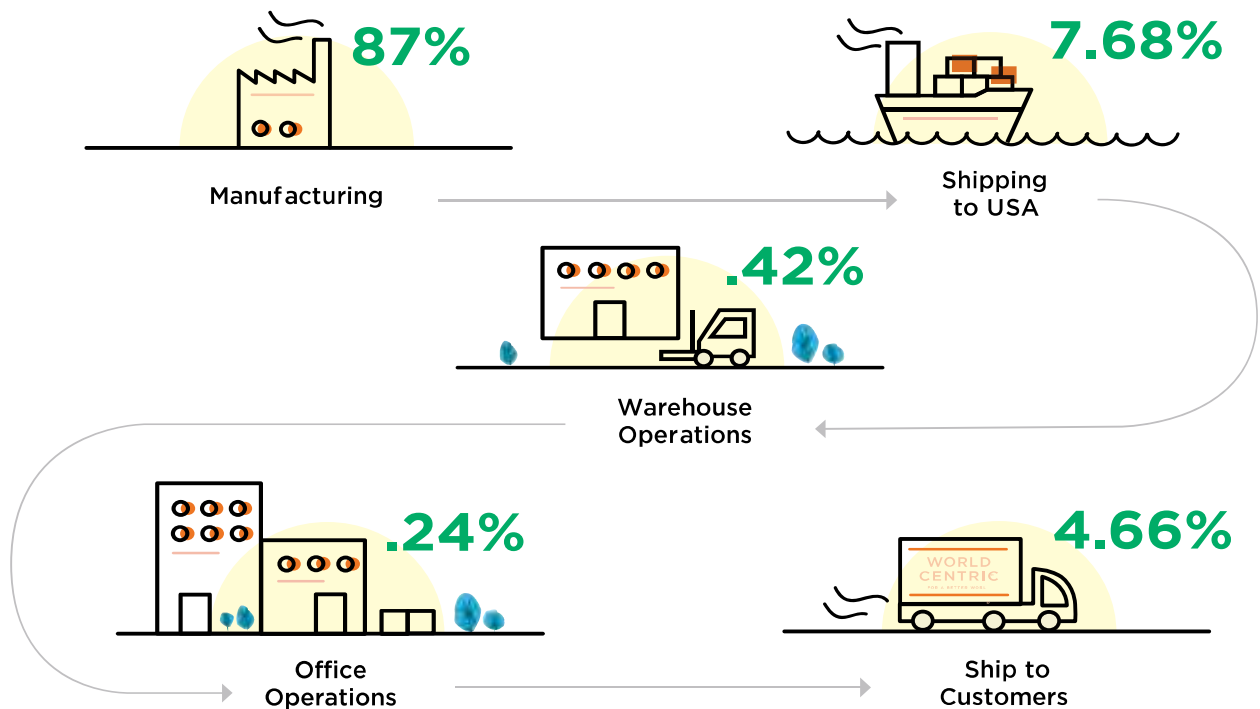 87%
Manufacturing
7.68%
Shipping
to USA
.42%
Warehouse
Operations
.24%
Office
Operations
4.66%
WORLD
CENTRIC
Ship to
Customers